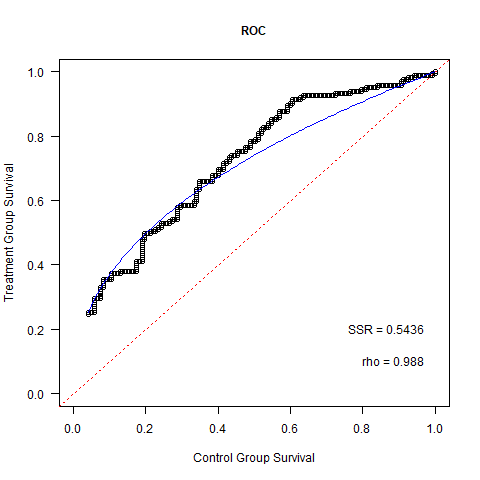 ROC
Treatment Group Survival
1.0
0.8
0.6
0.4
0.2
0.0
SSR = 0.5436
rho = 0.988
0.0 0.2 0.4 0.6 0.8 1.0
Control Group Survival